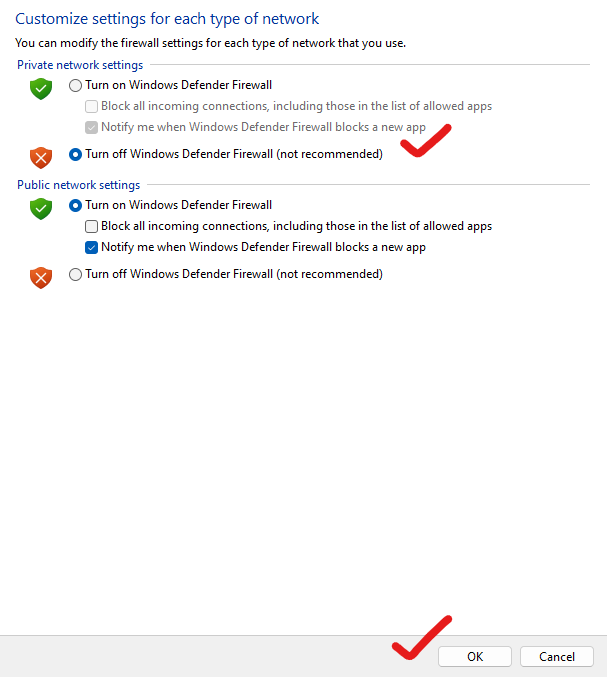 Customize settings for each type of network
You can modify the firewall settings for each type of network that you use.
Private network settings
Turn on Windows Defender Firewall
Block all incoming connections, including those in the list of allowed apps
Notify me when Windows Defender Firewall blocks a new app
Turn off Windows Defender Firewall (not recommended)
Public network settings
Turn on Windows Defender Firewall
Block all incoming connections, including those in the list of allowed apps
Notify me when Windows Defender Firewall blocks a new app
Turn off Windows Defender Firewall (not recommended)
OK
Cancel